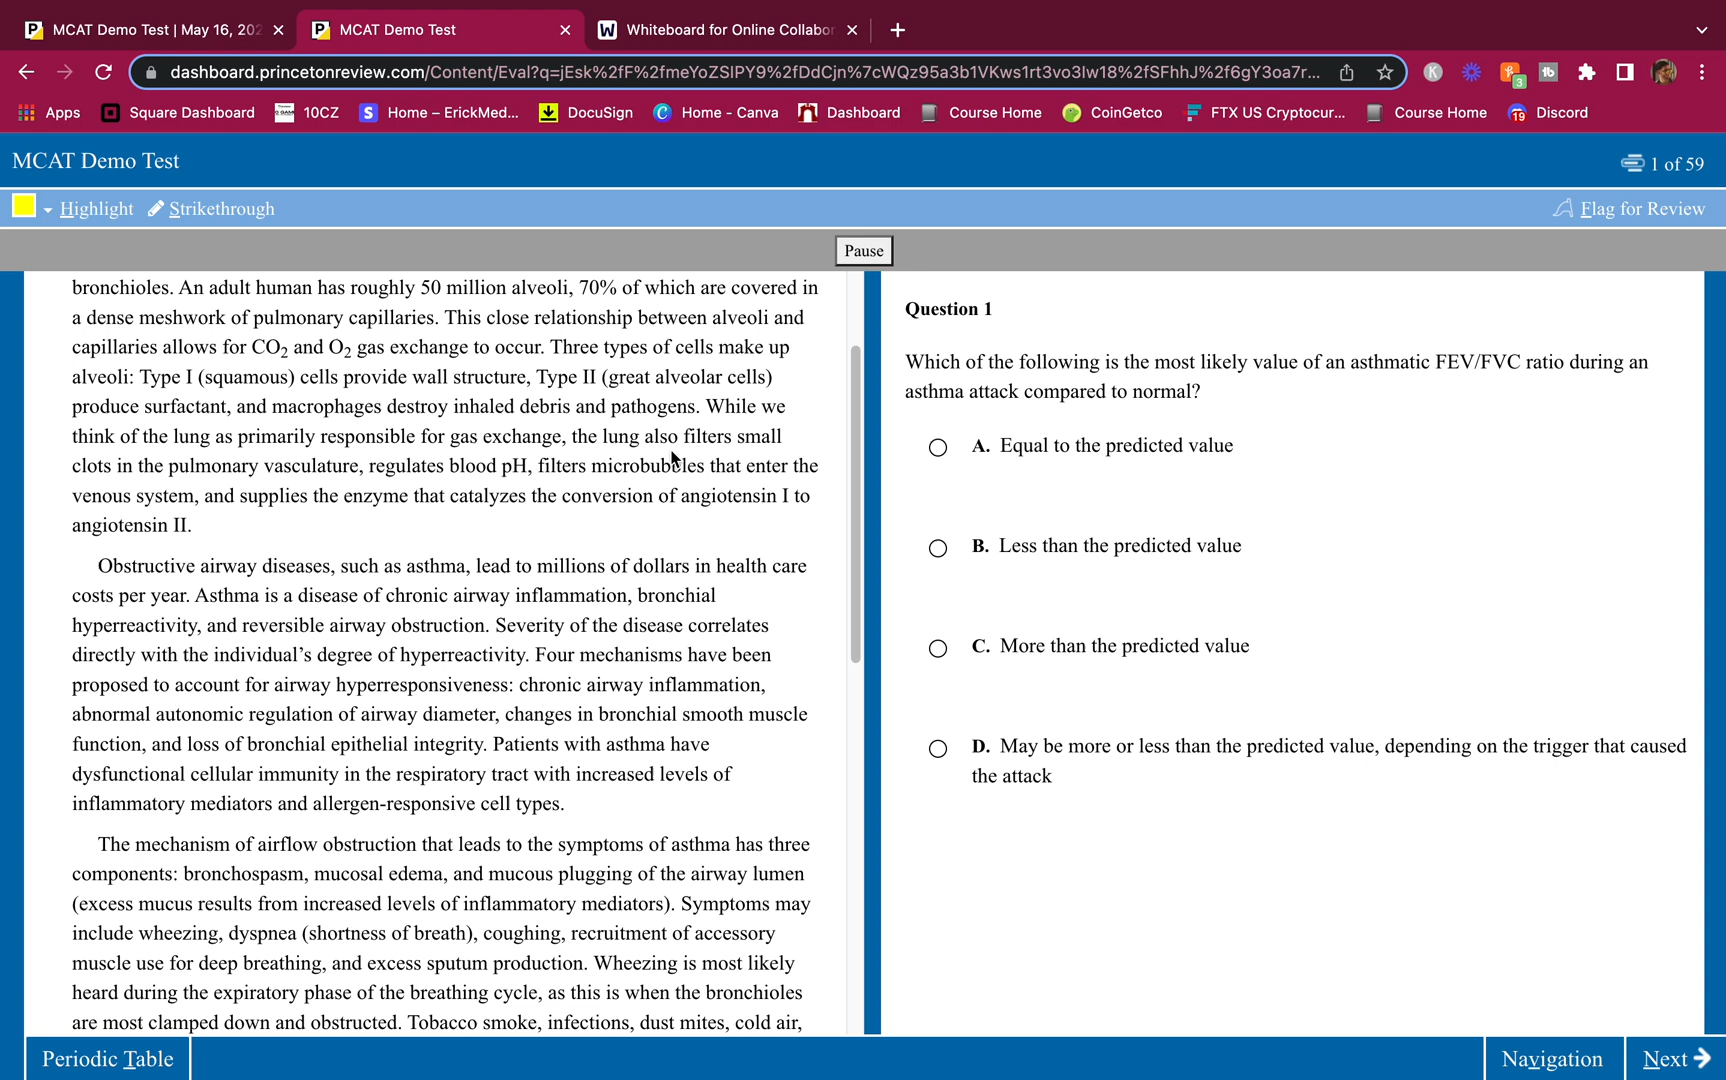 MCAT Demo Test | May 16, 202
MCAT Demo Test
Whiteboard for Online Collabor
dashboard.princetonreview.com/Content/Eval?q=jEsk%2fF%2fmeYoZSIPY9%2fDdCjn%7cWQz95a3b1VKws1rt3vo3lw18%2fSFhhJ%2f6gY3oa7r...
Apps
Square Dashboard
10CZ
Home – ErickMed...
DocuSign
Home - Canva
Dashboard
Course Home
CoinGetco
FTX US Cryptocur...
Course Home
19
Discord
MCAT Demo Test
1 of 59
Highlight
Strikethrough
Flag for Review
Pause
bronchioles. An adult human has roughly 50 million alveoli, 70% of which are covered in
a dense meshwork of pulmonary capillaries. This close relationship between alveoli and
capillaries allows for CO₂ and O₂ gas exchange to occur. Three types of cells make up
alveoli: Type I (squamous) cells provide wall structure, Type II (great alveolar cells)
produce surfactant, and macrophages destroy inhaled debris and pathogens. While we
think of the lung as primarily responsible for gas exchange, the lung also filters small
clots in the pulmonary vasculature, regulates blood pH, filters microbubbles that enter the
venous system, and supplies the enzyme that catalyzes the conversion of angiotensin I to
angiotensin II.
Obstructive airway diseases, such as asthma, lead to millions of dollars in health care
costs per year. Asthma is a disease of chronic airway inflammation, bronchial
hyperreactivity, and reversible airway obstruction. Severity of the disease correlates
directly with the individual's degree of hyperreactivity. Four mechanisms have been
proposed to account for airway hyperresponsiveness: chronic airway inflammation,
abnormal autonomic regulation of airway diameter, changes in bronchial smooth muscle
function, and loss of bronchial epithelial integrity. Patients with asthma have
dysfunctional cellular immunity in the respiratory tract with increased levels of
inflammatory mediators and allergen-responsive cell types.
The mechanism of airflow obstruction that leads to the symptoms of asthma has three
components: bronchospasm, mucosal edema, and mucous plugging of the airway lumen
(excess mucus results from increased levels of inflammatory mediators). Symptoms may
include wheezing, dyspnea (shortness of breath), coughing, recruitment of accessory
muscle use for deep breathing, and excess sputum production. Wheezing is most likely
heard during the expiratory phase of the breathing cycle, as this is when the bronchioles
are most clamped down and obstructed. Tobacco smoke, infections, dust mites, cold air,
Question 1
Which of the following is the most likely value of an asthmatic FEV/FVC ratio during an
asthma attack compared to normal?
A. Equal to the predicted value
B. Less than the predicted value
C. More than the predicted value
D. May be more or less than the predicted value, depending on the trigger that caused
the attack
Periodic Table
Navigation
Next